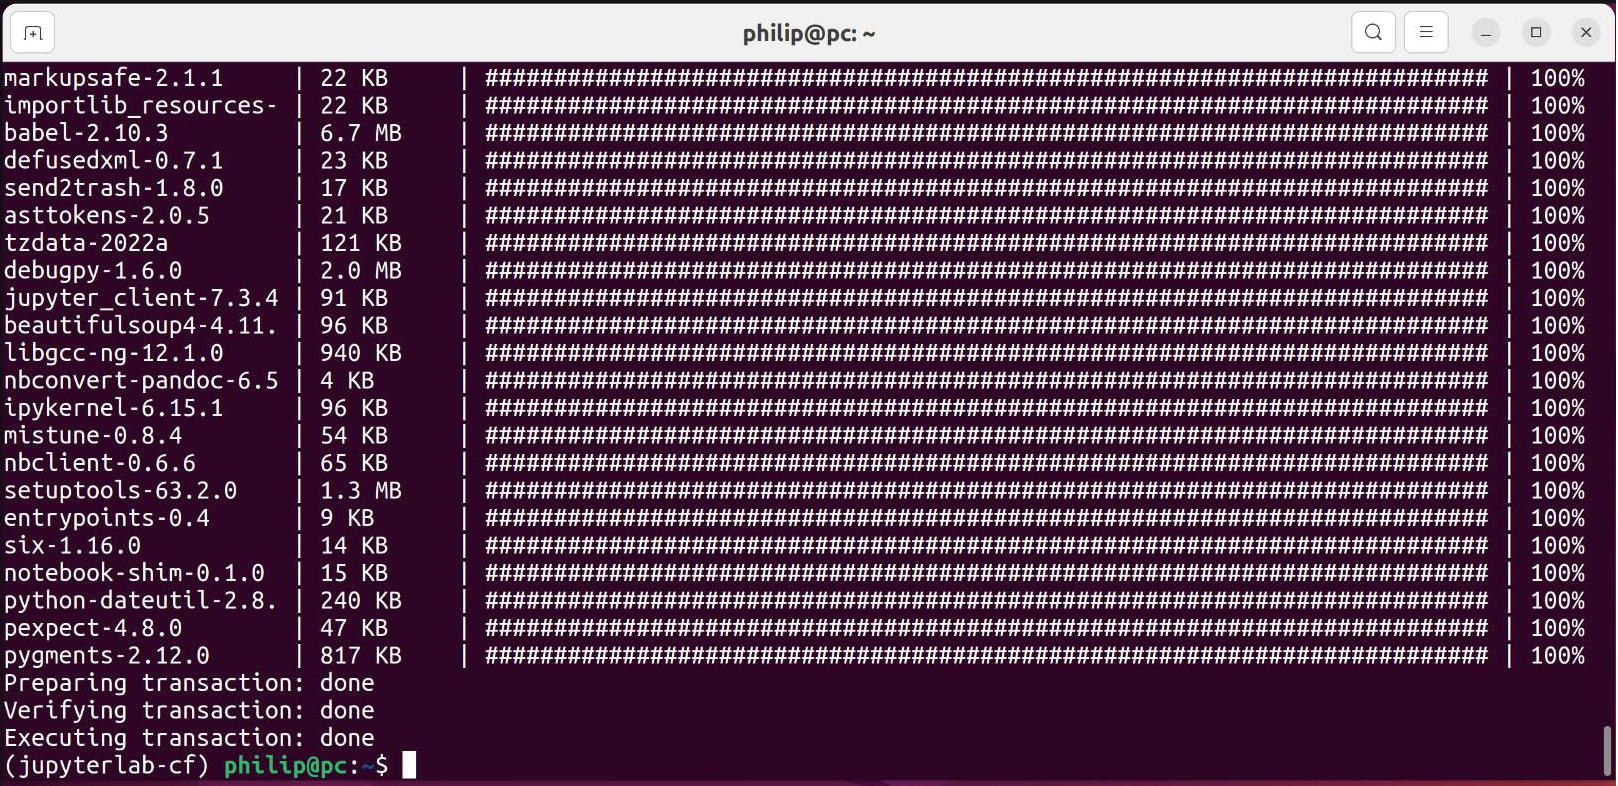 philip@pc: ~
markupsafe-2.1.1 | 22 KB | ######################################################################### | 100%
importlib_resources- | 22 KB | ######################################################################### | 100%
babel-2.10.3 | 6.7 MB | ######################################################################### | 100%
defusedxml-0.7.1 | 23 KB | ######################################################################### | 100%
send2trash-1.8.0 | 17 KB | ######################################################################### | 100%
asttokens-2.0.5 | 21 KB | ######################################################################### | 100%
tzdata-2022a | 121 KB | ######################################################################### | 100%
debugpy-1.6.0 | 2.0 MB | ######################################################################### | 100%
jupyter_client-7.3.4 | 91 KB | ######################################################################### | 100%
beautifulsoup4-4.11. | 96 KB | ######################################################################### | 100%
libgcc-ng-12.1.0 | 940 KB | ######################################################################### | 100%
nbconvert-pandoc-6.5 | 4 KB | ######################################################################### | 100%
ipykernel-6.15.1 | 96 KB | ######################################################################### | 100%
mistune-0.8.4 | 54 KB | ######################################################################### | 100%
nbclient-0.6.6 | 65 KB | ######################################################################### | 100%
setuptools-63.2.0 | 1.3 MB | ######################################################################### | 100%
entrypoints-0.4 | 9 KB | ######################################################################### | 100%
six-1.16.0 | 14 KB | ######################################################################### | 100%
notebook-shim-0.1.0 | 15 KB | ######################################################################### | 100%
python-dateutil-2.8. | 240 KB | ######################################################################### | 100%
pexpect-4.8.0 | 47 KB | ######################################################################### | 100%
pygments-2.12.0 | 817 KB | ######################################################################### | 100%
Preparing transaction: done
Verifying transaction: done
Executing transaction: done
(jupyterlab-cf) philip@pc:~$